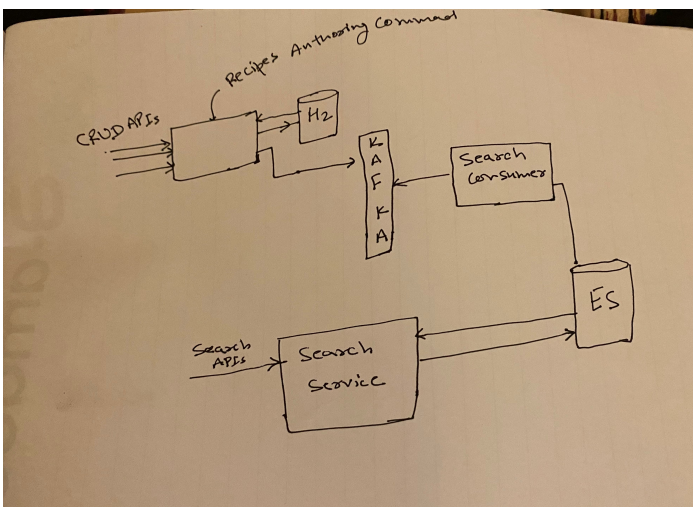 Recipes Authoring Command
CRUD APIs
H2
K
A
F
K
A
Search
Consumer
ES
Search
APIs
Search
Service